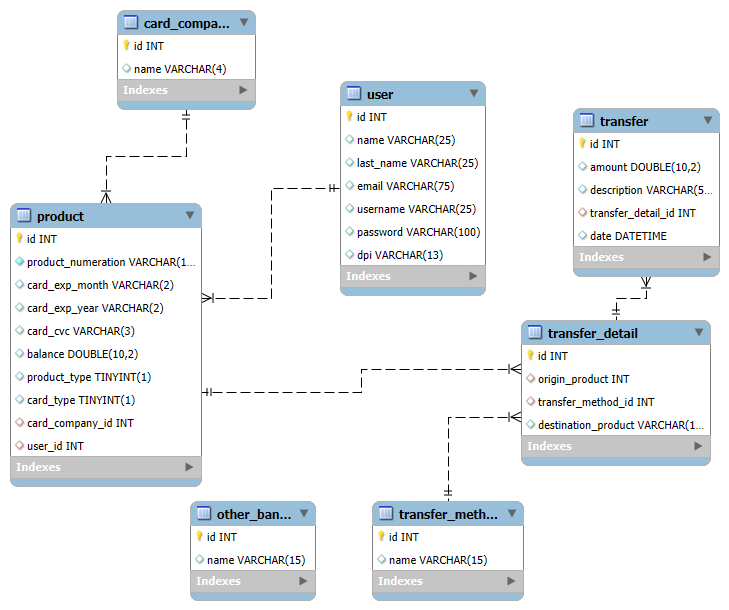 card_compa...
id INT
name VARCHAR(4)
Indexes
user
id INT
name VARCHAR(25)
last_name VARCHAR(25)
email VARCHAR(75)
username VARCHAR(25)
password VARCHAR(100)
dpi VARCHAR(13)
Indexes
transfer
id INT
amount DOUBLE(10,2)
description VARCHAR(5...
transfer_detail_id INT
date DATETIME
Indexes
product
id INT
product_numeration VARCHAR(1...
card_exp_month VARCHAR(2)
card_exp_year VARCHAR(2)
card_cvc VARCHAR(3)
balance DOUBLE(10,2)
product_type TINYINT(1)
card_type TINYINT(1)
card_company_id INT
user_id INT
Indexes
transfer_detail
id INT
origin_product INT
transfer_method_id INT
destination_product VARCHAR(1...
Indexes
other_ban...
id INT
name VARCHAR(15)
Indexes
transfer_meth...
id INT
name VARCHAR(15)
Indexes